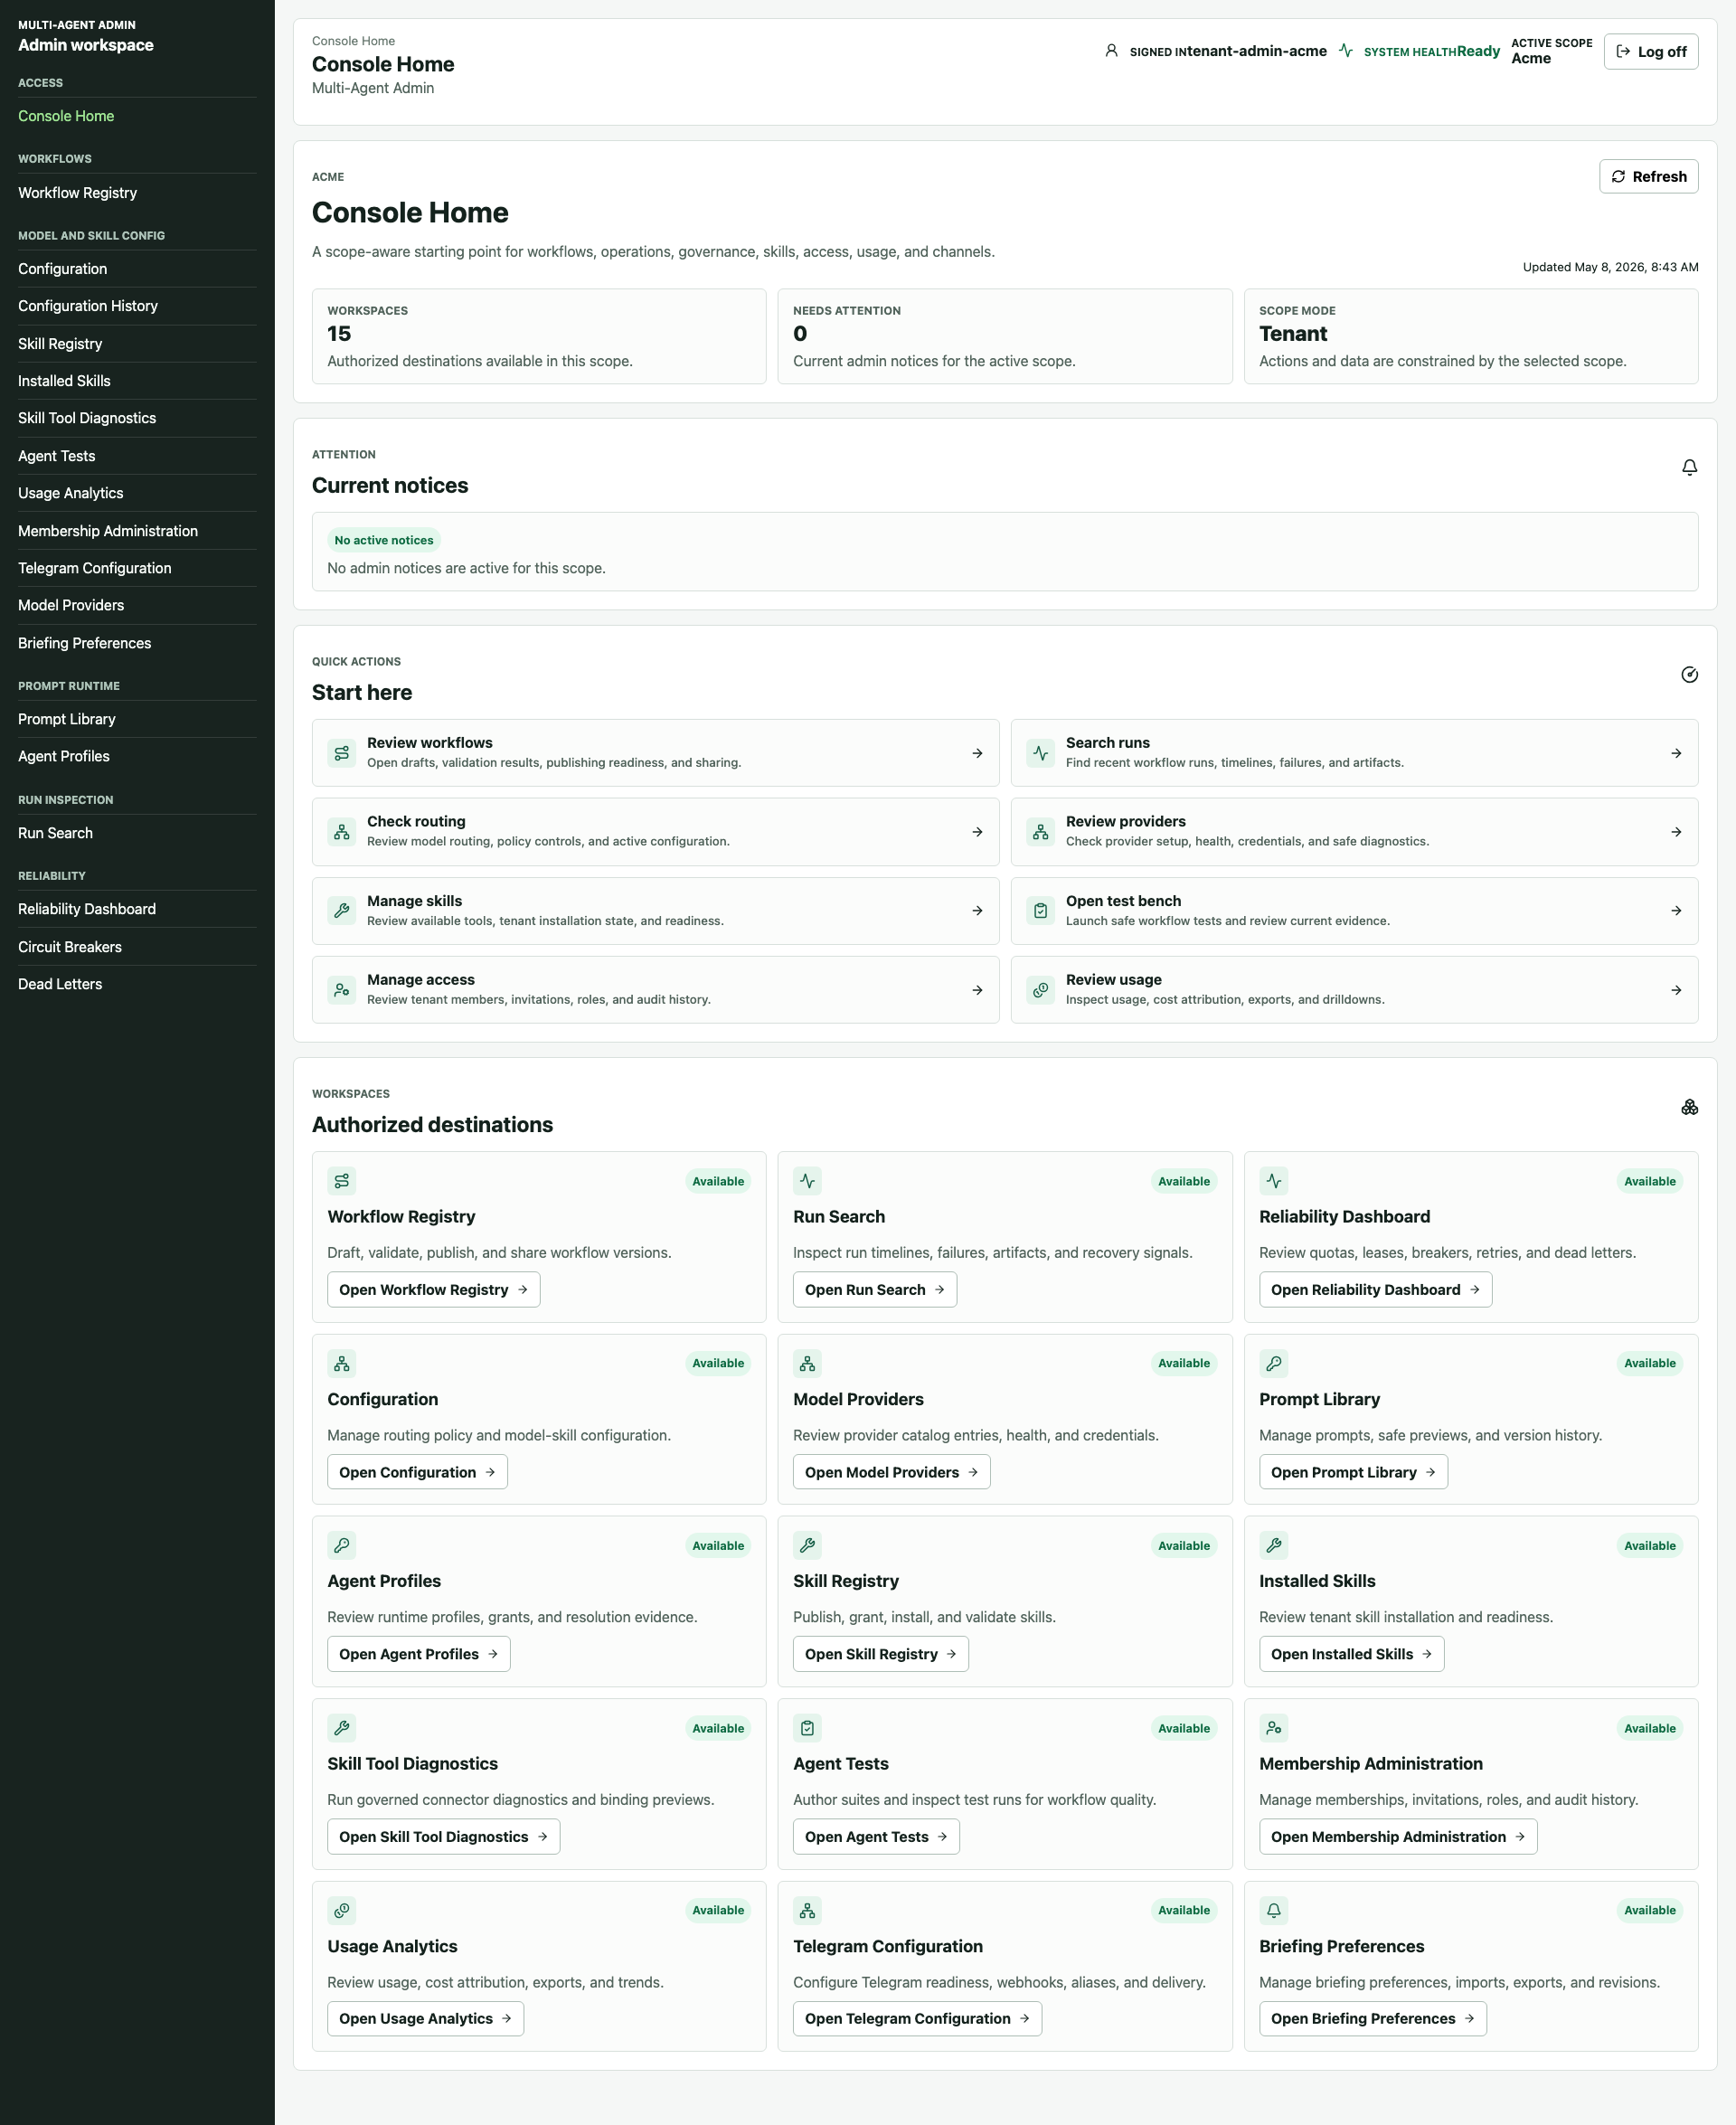 MULTI-AGENT ADMIN
Admin workspace
ACCESS
Console Home
WORKFLOWS
Workflow Registry
MODEL AND SKILL CONFIG
Configuration
Configuration History
Skill Registry
Installed Skills
Skill Tool Diagnostics
Agent Tests
Usage Analytics
Membership Administration
Telegram Configuration
Model Providers
Briefing Preferences
PROMPT RUNTIME
Prompt Library
Agent Profiles
RUN INSPECTION
Run Search
RELIABILITY
Reliability Dashboard
Circuit Breakers
Dead Letters
Console Home
Console Home
Multi-Agent Admin
SIGNED INtenant-admin-acme
SYSTEM HEALTHReady
ACTIVE SCOPE
Acme
Log off
ACME
Refresh
Console Home
A scope-aware starting point for workflows, operations, governance, skills, access, usage, and channels.
Updated May 8, 2026, 8:43 AM
WORKSPACES
15
Authorized destinations available in this scope.
NEEDS ATTENTION
0
Current admin notices for the active scope.
SCOPE MODE
Tenant
Actions and data are constrained by the selected scope.
ATTENTION
Current notices
No active notices
No admin notices are active for this scope.
QUICK ACTIONS
Start here
Review workflows
Open drafts, validation results, publishing readiness, and sharing.
Search runs
Find recent workflow runs, timelines, failures, and artifacts.
Check routing
Review model routing, policy controls, and active configuration.
Review providers
Check provider setup, health, credentials, and safe diagnostics.
Manage skills
Review available tools, tenant installation state, and readiness.
Open test bench
Launch safe workflow tests and review current evidence.
Manage access
Review tenant members, invitations, roles, and audit history.
Review usage
Inspect usage, cost attribution, exports, and drilldowns.
WORKSPACES
Authorized destinations
Available
Workflow Registry
Draft, validate, publish, and share workflow versions.
Open Workflow Registry
Available
Run Search
Inspect run timelines, failures, artifacts, and recovery signals.
Open Run Search
Available
Reliability Dashboard
Review quotas, leases, breakers, retries, and dead letters.
Open Reliability Dashboard
Available
Configuration
Manage routing policy and model-skill configuration.
Open Configuration
Available
Model Providers
Review provider catalog entries, health, and credentials.
Open Model Providers
Available
Prompt Library
Manage prompts, safe previews, and version history.
Open Prompt Library
Available
Agent Profiles
Review runtime profiles, grants, and resolution evidence.
Open Agent Profiles
Available
Skill Registry
Publish, grant, install, and validate skills.
Open Skill Registry
Available
Installed Skills
Review tenant skill installation and readiness.
Open Installed Skills
Available
Skill Tool Diagnostics
Run governed connector diagnostics and binding previews.
Open Skill Tool Diagnostics
Available
Agent Tests
Author suites and inspect test runs for workflow quality.
Open Agent Tests
Available
Membership Administration
Manage memberships, invitations, roles, and audit history.
Open Membership Administration
Available
Usage Analytics
Review usage, cost attribution, exports, and trends.
Open Usage Analytics
Available
Telegram Configuration
Configure Telegram readiness, webhooks, aliases, and delivery.
Open Telegram Configuration
Available
Briefing Preferences
Manage briefing preferences, imports, exports, and revisions.
Open Briefing Preferences